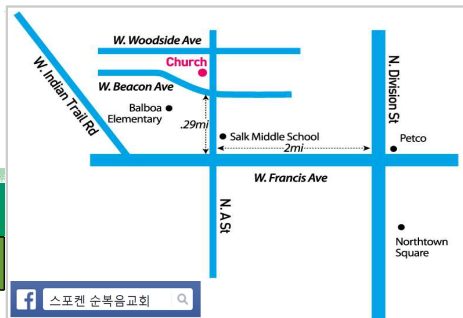 W. Woodside Ave
Church
W. Beacon Ave
W. Indian Trail Rd
Balboa
Elementary
.29mi
Salk Middle School
2mi
N. Division St
Petco
W. Francis Ave
N. A St
Northtown
Square
f 스포켄 순복음교회